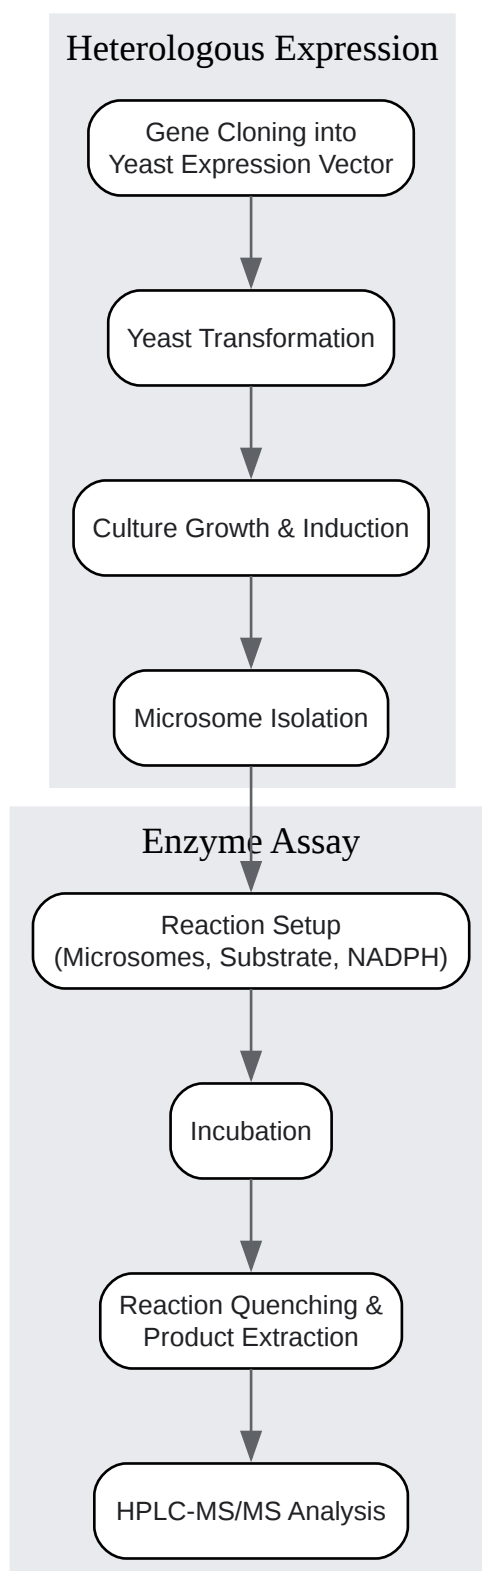 Heterologous Expression
Gene Cloning into
Yeast Expression Vector
Yeast Transformation
Culture Growth & Induction
Microsome Isolation
Enzyme Assay
Reaction Setup
(Microsomes, Substrate, NADPH)
Incubation
Reaction Quenching &
Product Extraction
HPLC-MS/MS Analysis